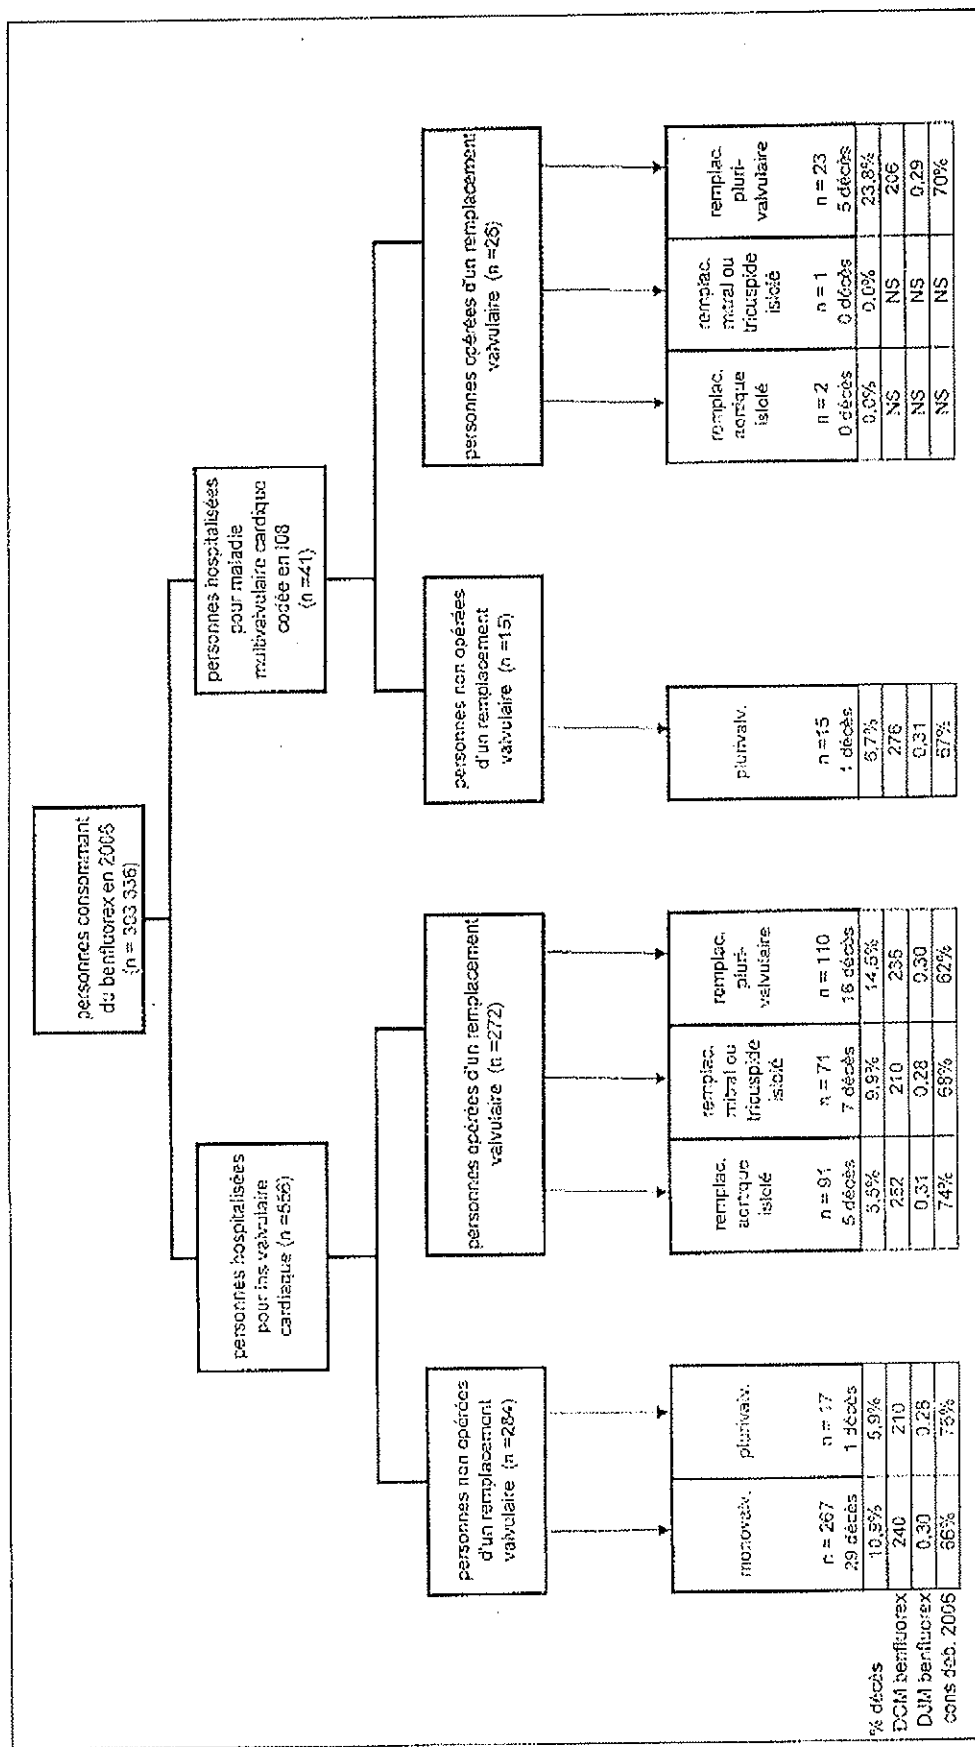 personnes consommant
du benfluorex en 2006
(n = 303 336)
personnes hospitalisées
pour ins valvulaire
cardiaque (n =556)
personnes hospitalisées
pour maladie
multivalvulaire cardique
codée en I08
(n =41)
personnes non opérées
d'un remplacement
valvulaire (n =284)
personnes opérées d'un remplacement
valvulaire (n =272)
personnes non opérées
d'un remplacement
valvulaire (n =15)
personnes opérées d'un remplacement
valvulaire (n =26)
monovalv.
n = 267
29 décès
plurivalv.
n = 17
1 décès
remplac.
aortique
isolé
n = 91
5 décès
remplac.
mitral ou
tricuspide
isolé
n = 71
7 décès
remplac.
pluri-
valvulaire
n = 110
16 décès
plurivalv.
n =15
1 décès
remplac.
aortique
isolé
n = 2
0 décès
remplac.
mitral ou
tricuspide
isolé
n = 1
0 décès
remplac.
pluri-
valvulaire
n = 23
5 décès
% décès 10,9% 5,9% 5,5% 9,9% 14,5% 6,7% 0,0% 0,0% 23,8%
DCM benfluorex 240 210 252 210 235 276 NS NS 206
DJM benfluorex 0,30 0,28 0,31 0,28 0,30 0,31 NS NS 0,29
cons déb. 2006 66% 74% 68% 62% 67% NS NS 70%